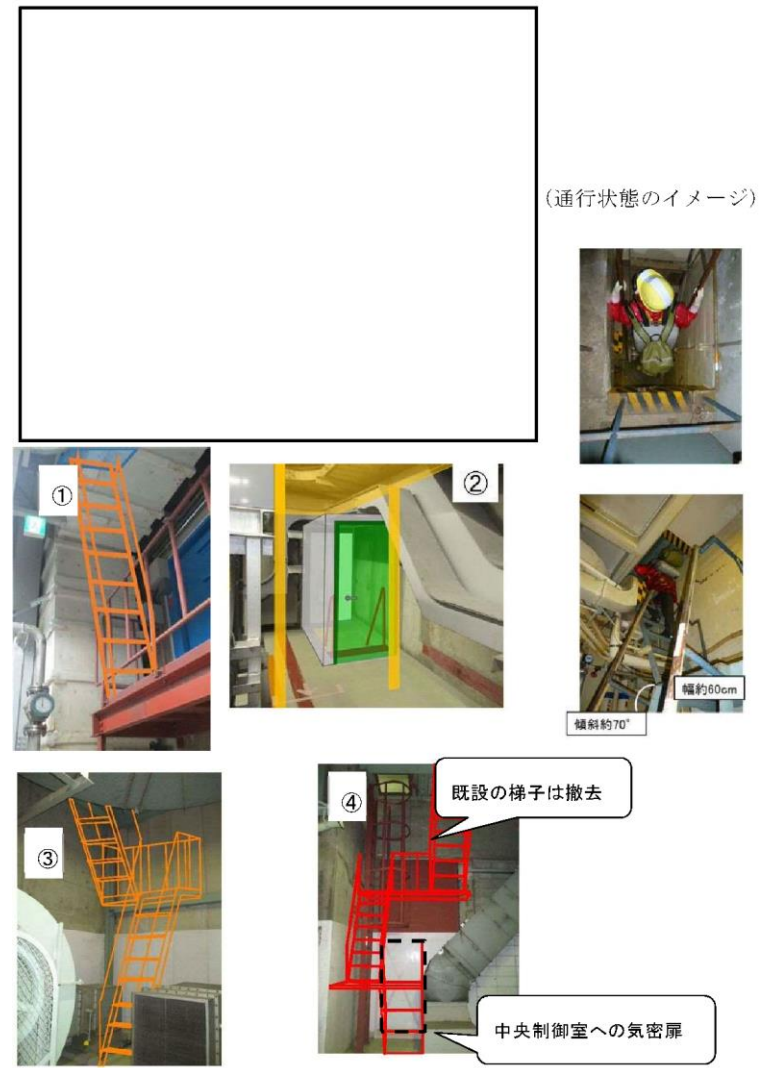 (通行状態のイメージ)
①
②
幅約60cm
傾斜約70°
③
④
既設の梯子は撤去
中央制御室への気密扉